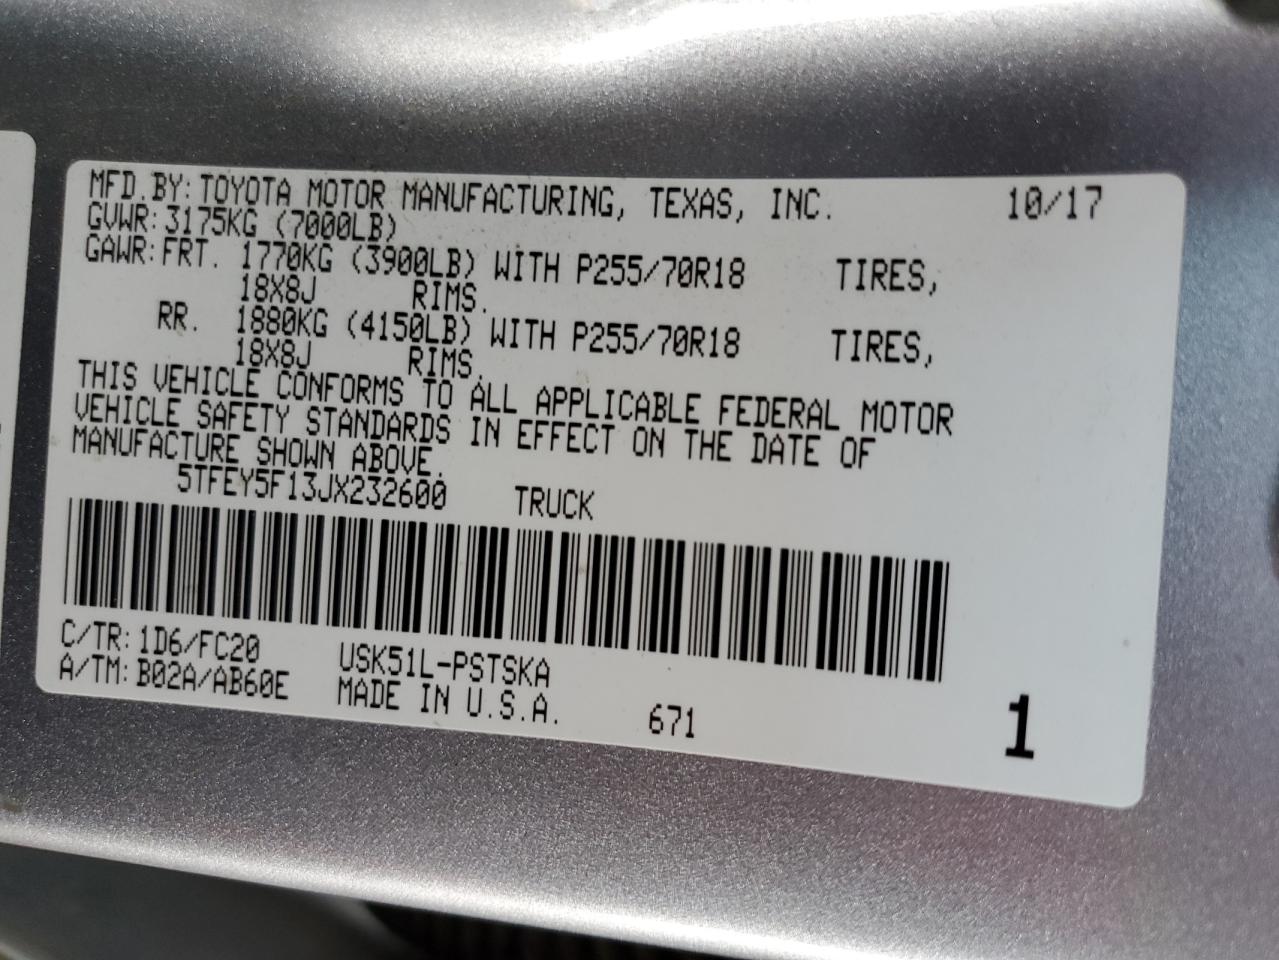 MFD.BY: TOYOTA MOTOR MANUFACTURING, TEXAS, INC. 10/17
GVWR: 3175KG (7000LB)
GAWR: FRT. 1770KG (3900LB) WITH P255/70R18 TIRES,
18X8J RIMS.
RR. 1880KG (4150LB) WITH P255/70R18 TIRES,
18X8J RIMS.
THIS VEHICLE CONFORMS TO ALL APPLICABLE FEDERAL MOTOR
VEHICLE SAFETY STANDARDS IN EFFECT ON THE DATE OF
MANUFACTURE SHOWN ABOVE.
5TFEY5F13JX232600 TRUCK
C/TR: 1D6/FC20 USK51L-PSTSKA
A/TM: B02A/AB60E MADE IN U.S.A. 671 1